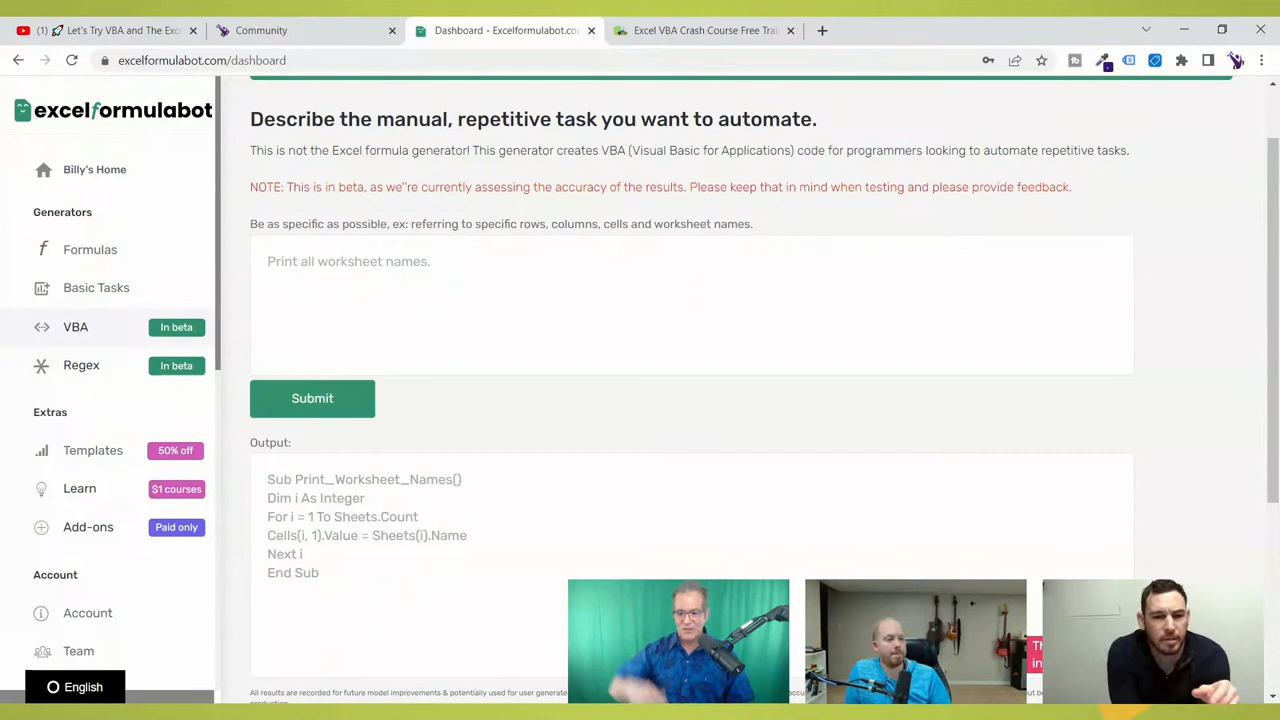 (1) 🚀 Let's Try VBA and The Exc
Community
Dashboard - Excelformulabot.co
Excel VBA Crash Course Free Trai
excelformulabot.com/dashboard
excelformulabot
Billy's Home
Generators
Formulas
Basic Tasks
VBA
In beta
Regex
In beta
Extras
Templates
50% off
Learn
$1 courses
Add-ons
Paid only
Account
Account
Team
English
Describe the manual, repetitive task you want to automate.
This is not the Excel formula generator! This generator creates VBA (Visual Basic for Applications) code for programmers looking to automate repetitive tasks.
NOTE: This is in beta, as we''re currently assessing the accuracy of the results. Please keep that in mind when testing and please provide feedback.
Be as specific as possible, ex: referring to specific rows, columns, cells and worksheet names.
Print all worksheet names.
Submit
Output:
Sub Print_Worksheet_Names()
Dim i As Integer
For i = 1 To Sheets.Count
Cells(i, 1).Value = Sheets(i).Name
Next i
End Sub
Th
in
All results are recorded for future model improvements & potentially used for user genera